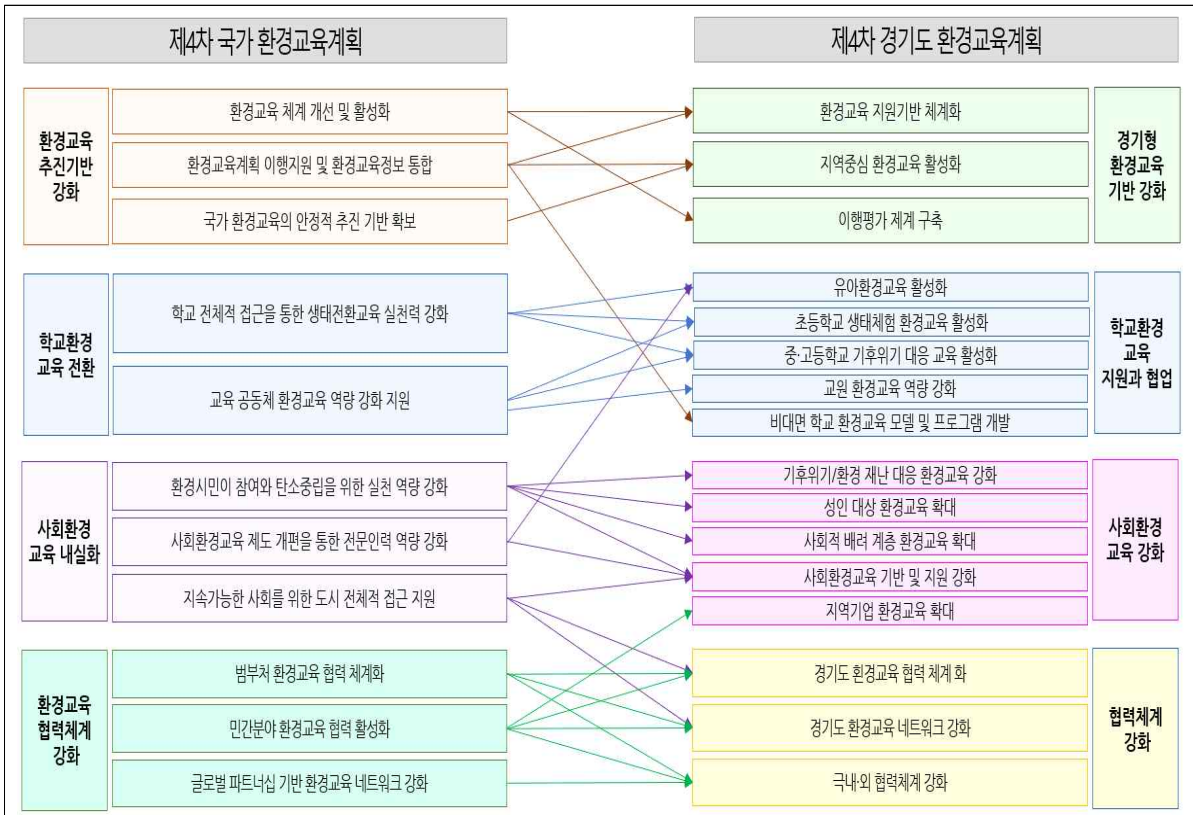 제4차 국가 환경교육계획
제4차 경기도 환경교육계획
환경교육
추진기반
강화
환경교육 체계 개선 및 활성화
환경교육계획 이행지원 및 환경교육정보 통합
국가 환경교육의 안정적 추진 기반 확보
환경교육 지원기반 체계화
지역중심 환경교육 활성화
이행평가 제계 구축
경기형
환경교육
기반 강화
학교환경
교육 전환
학교 전체적 접근을 통한 생태전환교육 실천력 강화
교육 공동체 환경교육 역량 강화 지원
유아환경교육 활성화
초등학교 생태체험 환경교육 활성화
중·고등학교 기후위기 대응 교육 활성화
교원 환경교육 역량 강화
비대면 학교 환경교육 모델 및 프로그램 개발
학교환경
교육
지원과 협업
사회환경
교육 내실화
환경시민이 참여와 탄소중립을 위한 실천 역량 강화
사회환경교육 제도 개편을 통한 전문인력 역량 강화
지속가능한 사회를 위한 도시 전체적 접근 지원
기후위기/환경 재난 대응 환경교육 강화
성인 대상 환경교육 확대
사회적 배려 계층 환경교육 확대
사회환경교육 기반 및 지원 강화
지역기업 환경교육 확대
사회환경
교육 강화
환경교육
협력체계
강화
범부처 환경교육 협력 체계화
민간분야 환경교육 협력 활성화
글로벌 파트너십 기반 환경교육 네트워크 강화
경기도 횐경교육 협력 체계 화
경기도 환경교육 네트워크 강화
극내·외 협력체계 강화
협력체계
강화